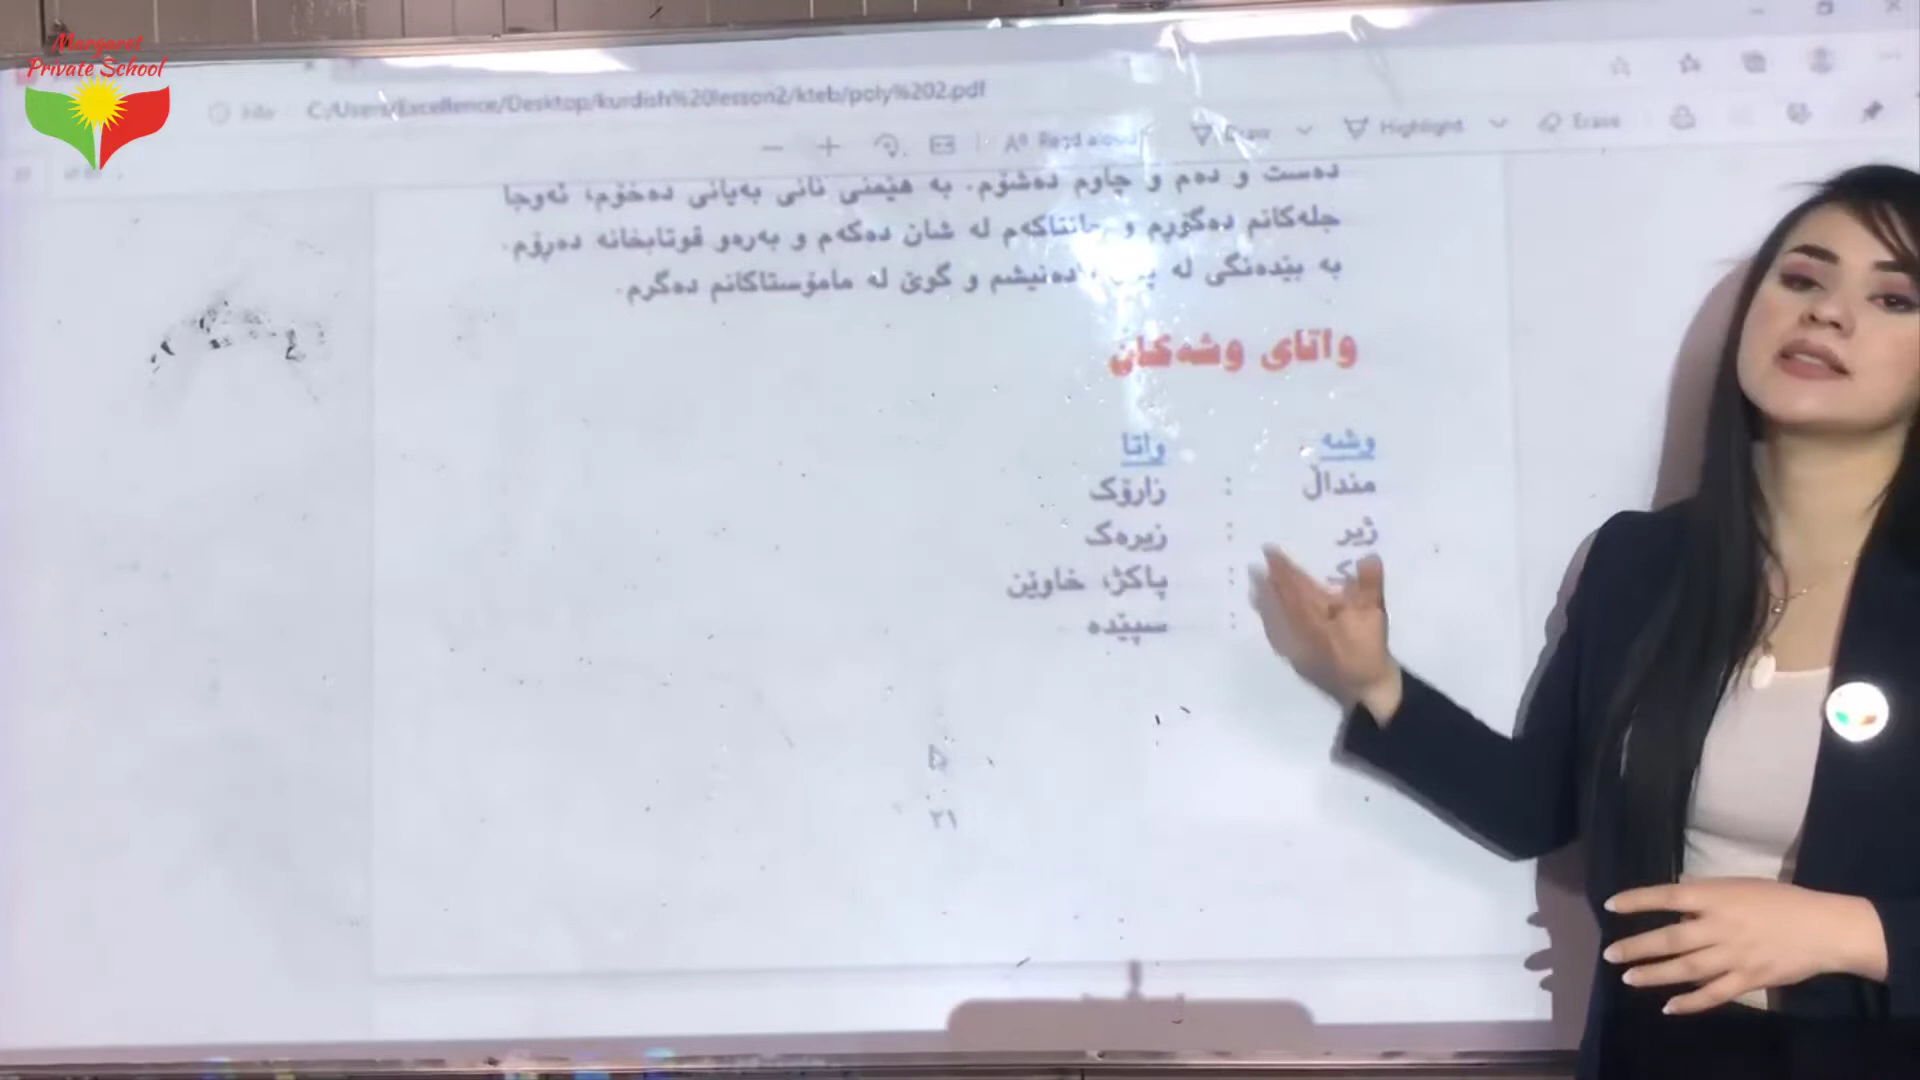 Margaret
Private School
File C:/Users/Excellence/Desktop/kurdish%20lesson2/kteb/poly%202.pdf
Read aloud Draw Highlight Erase
دەست و دەم و چاوم دەشۆم. بە هێمنی نانی بەیانی دەخۆم، ئەوجا
جلەکانم دەگۆڕم و جانتاکەم لە شان دەکەم و بەرەو قوتابخانە دەڕۆم.
بە بێدەنگی لە دەنیشم و گوێ لە مامۆستاکانم دەگرم.
واتای وشەکان
وشە واتا
منداڵ : زارۆک
ژیر : زیرەک
: پاکژ، خاوێن
: سپێدە
٢١